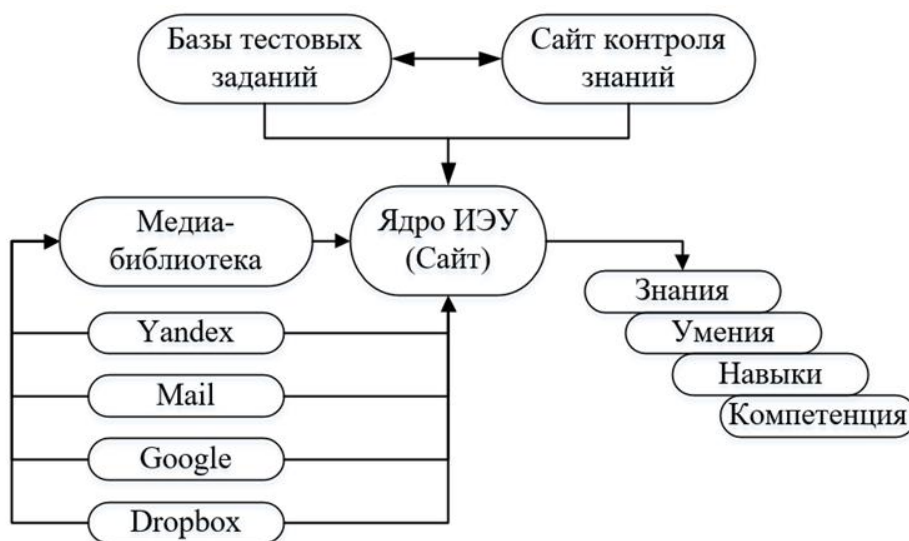 Базы тестовых
заданий
Сайт контроля
знаний
Медиа-
библиотека
Ядро ИЭУ
(Сайт)
Знания
Умения
Навыки
Компетенция
Yandex
Mail
Google
Dropbox